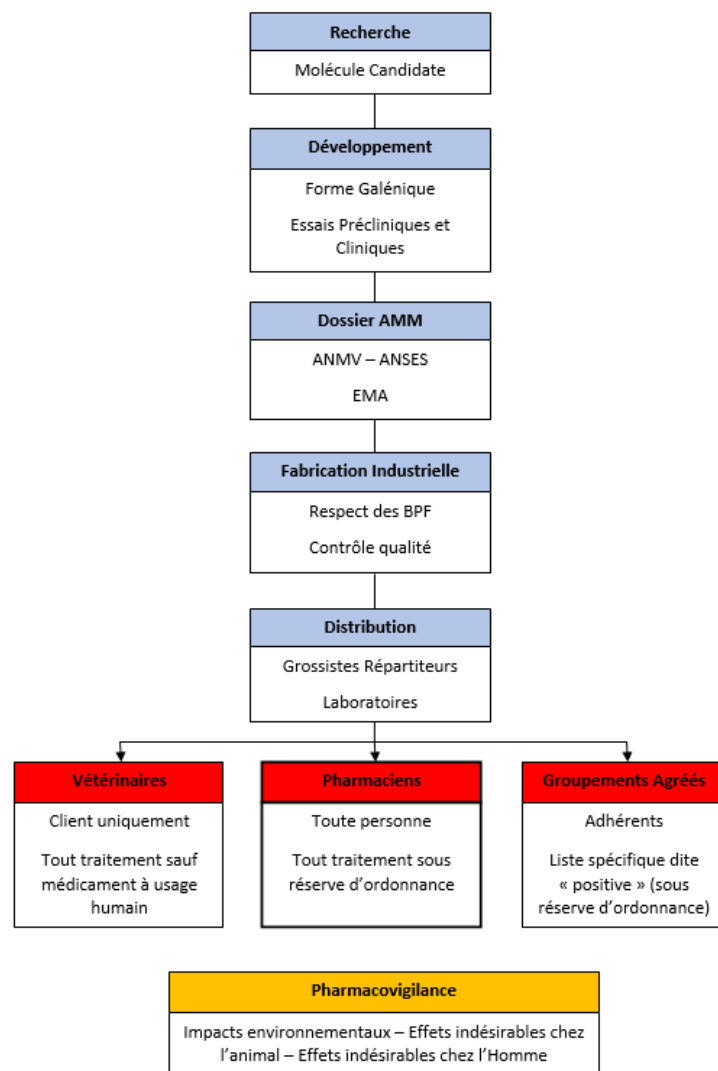 Recherche
Molécule Candidate
Développement
Forme Galénique
Essais Précliniques et
Cliniques
Dossier AMM
ANMV – ANSES
EMA
Fabrication Industrielle
Respect des BPF
Contrôle qualité
Distribution
Grossistes Répartiteurs
Laboratoires
Vétérinaires
Client uniquement
Tout traitement sauf
médicament à usage
humain
Pharmaciens
Toute personne
Tout traitement sous
réserve d’ordonnance
Groupements Agréés
Adhérents
Liste spécifique dite
« positive » (sous
réserve d’ordonnance)
Pharmacovigilance
Impacts environnementaux – Effets indésirables chez
l’animal – Effets indésirables chez l’Homme